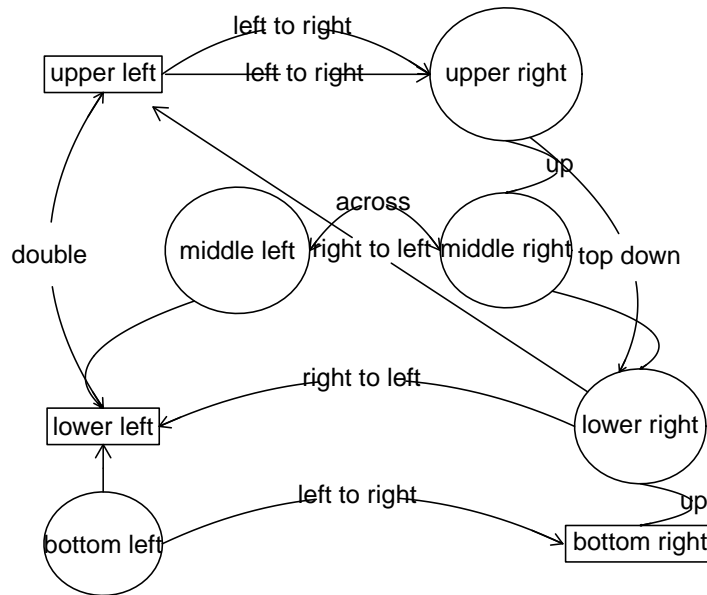 left to right
upper left
left to right
upper right
up
across
middle left
right to left
middle right
top down
double
right to left
lower left
lower right
left to right
up
bottom left
bottom right